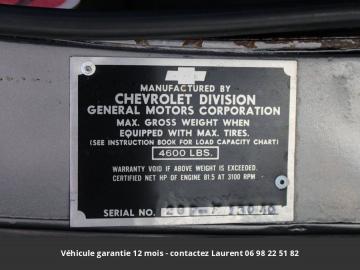 MANUFACTURED BY
CHEVROLET DIVISION
GENERAL MOTORS CORPORATION
MAX. GROSS WEIGHT WHEN
EQUIPPED WITH MAX. TIRES.
(SEE INSTRUCTION BOOK FOR LOAD CAPACITY CHART)
4600 LBS.
WARRANTY VOID IF ABOVE WEIGHT IS EXCEEDED.
CERTIFIED NET HP OF ENGINE 81.5 AT 3100 RPM
SERIAL NO.
Véhicule garantie 12 mois - contactez Laurent 06 98 22 51 82